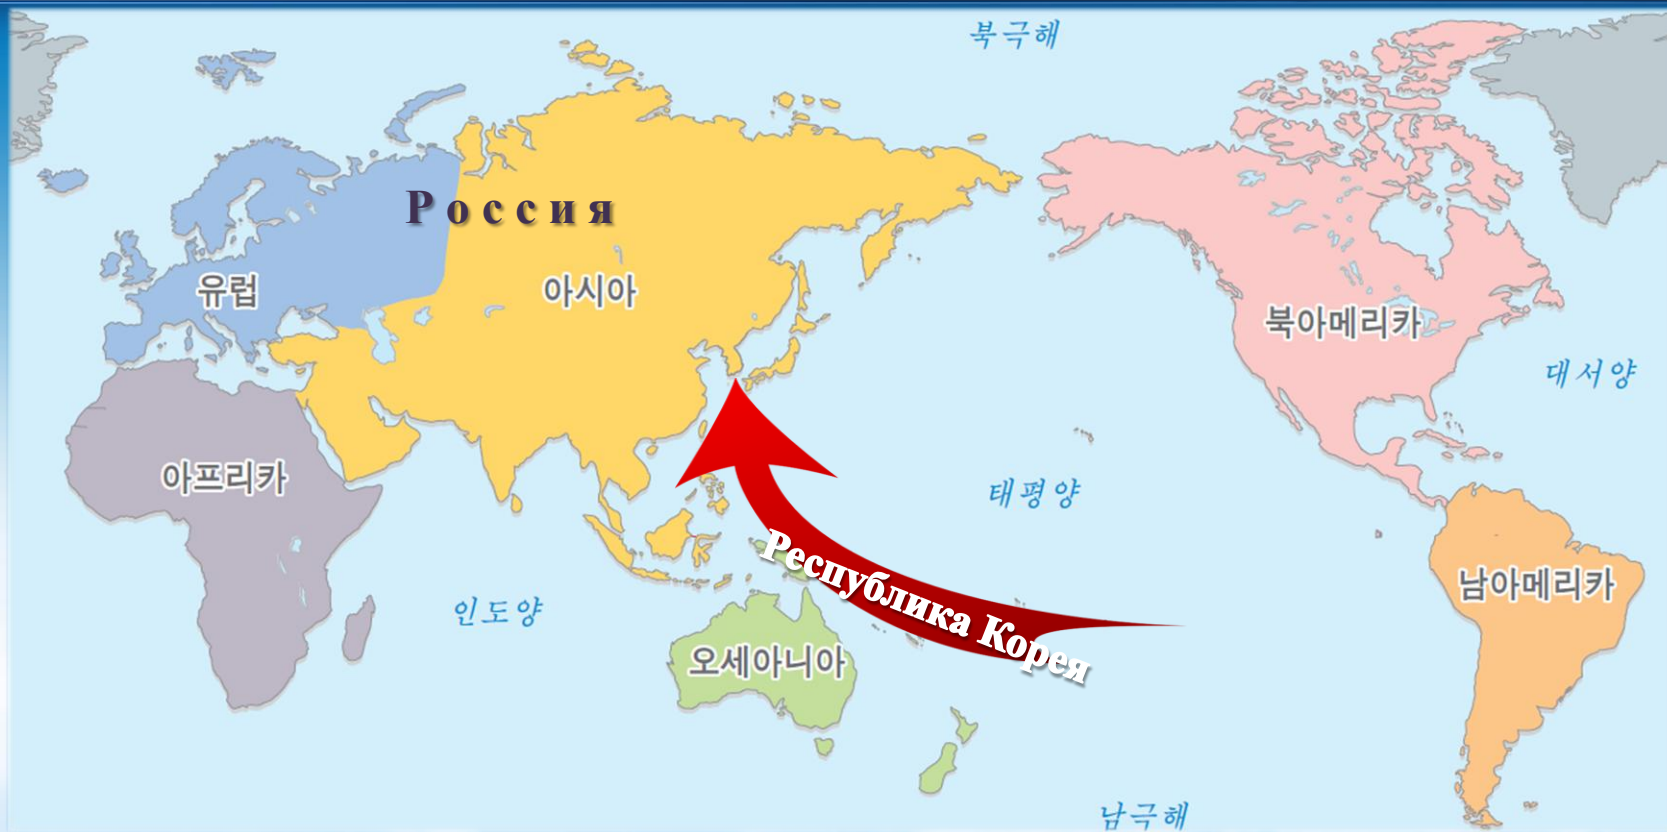 북극해
Россия
유럽
아시아
북아메리카
대서양
아프리카
태평양
Республика Корея
남아메리카
인도양
오세아니아
남극해